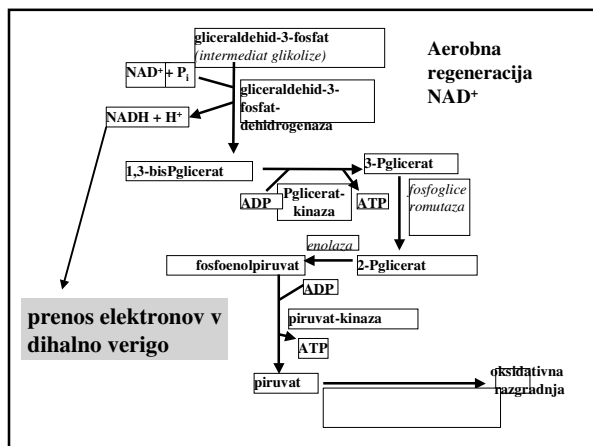 gliceraldehid-3-fosfat
(intermediat glikolize)
Aerobna
regeneracija
NAD⁺
NAD⁺ + Pᵢ
gliceraldehid-3-
fosfat-
dehidrogenaza
NADH + H⁺
1,3-bisPglicerat
3-Pglicerat
ADP
Pglicerat-
kinaza
ATP
fosfoglice
romutaza
enolaza
fosfoenolpiruvat
2-Pglicerat
ADP
prenos elektronov v
dihalno verigo
piruvat-kinaza
ATP
piruvat
oksidativna
razgradnja